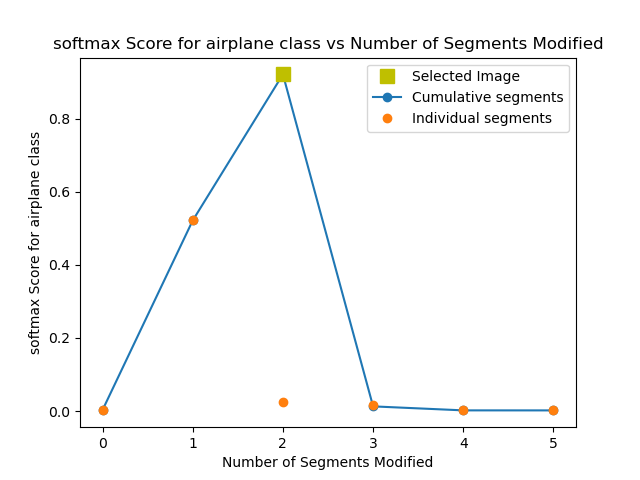 softmax Score for airplane class vs Number of Segments Modified
Selected Image
Cumulative segments
Individual segments
softmax Score for airplane class
0.8
0.6
0.4
0.2
0.0
0 1 2 3 4 5
Number of Segments Modified